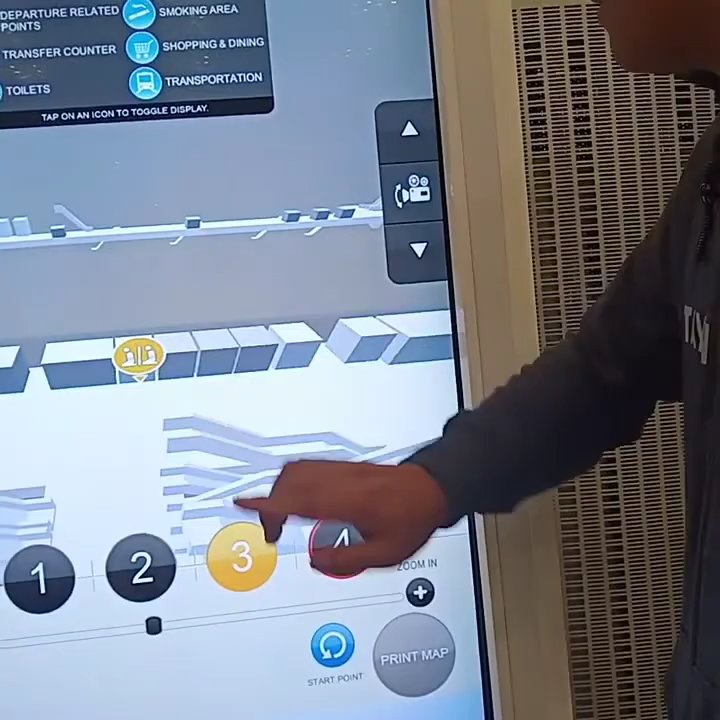 DEPARTURE RELATED
POINTS
SMOKING AREA
TRANSFER COUNTER
SHOPPING & DINING
TOILETS
TRANSPORTATION
TAP ON AN ICON TO TOGGLE DISPLAY.
1
2
3
4
ZOOM IN
START POINT
PRINT MAP